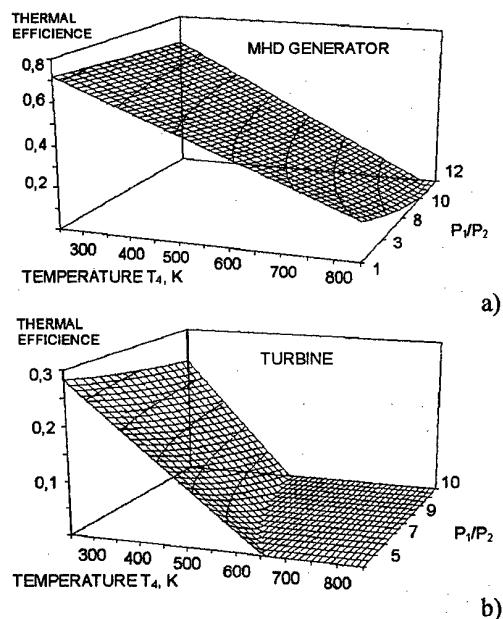 THERMAL
EFFICIENCE
MHD GENERATOR
0,8
0,6
0,4
0,2
12
10
8
3
1
P1/P2
300 400 500 600 700 800
TEMPERATURE T4, K
a)
THERMAL
EFFICIENCE
TURBINE
0,3
0,2
0,1
10
9
7
5
P1/P2
300 400 500 600 700 800
TEMPERATURE T4, K
b)